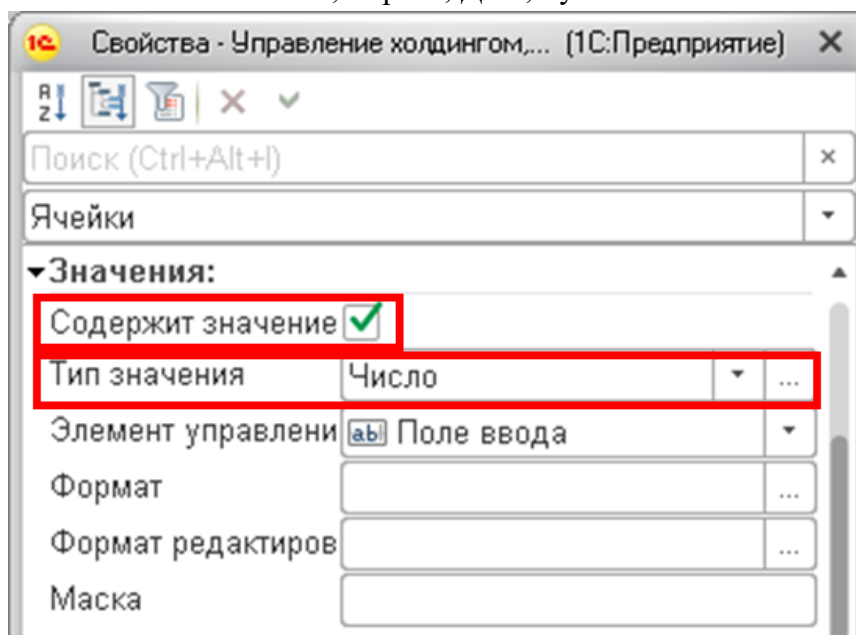 1С Свойства - Управление холдингом,... (1С:Предприятие)
Поиск (Ctrl+Alt+I)
Ячейки
Значения:
Содержит значение
Тип значения Число ...
Элемент управлени ab Поле ввода
Формат ...
Формат редактиров ...
Маска